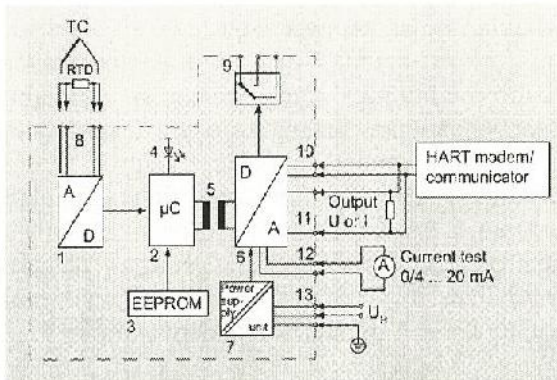 TC
RTD
9
8
4
10
A
D
HART modem/
communicator
5
µC
Output
U or I
D
A
11
1
2
6
12
A
Current test
0/4 ... 20 mA
EEPROM
Power
sup-
ply
unit
13
U_H
3
7